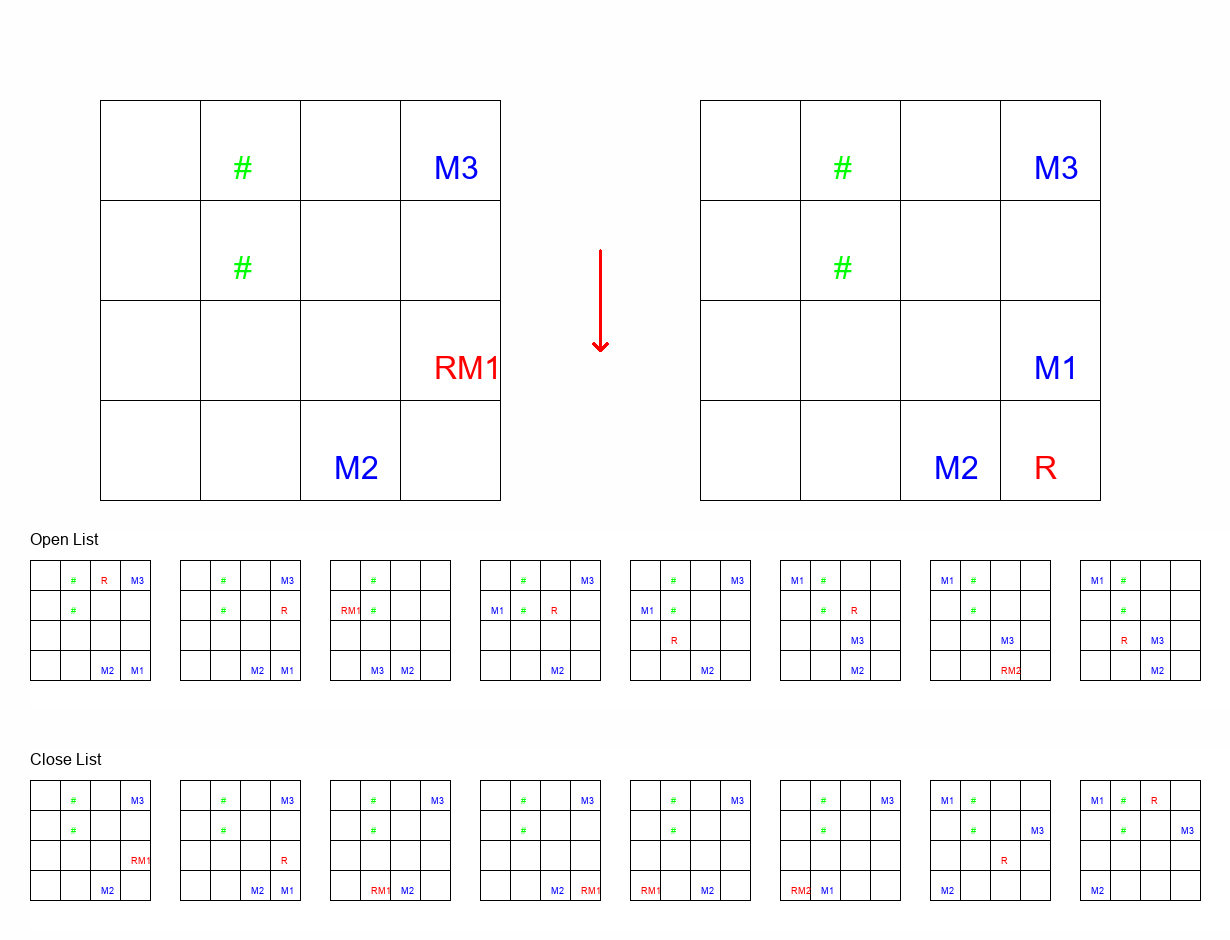 # M3 # M3
# #
RM1 M1
M2 M2 R
Open List
# R M3 # M3 # # M3 # M3 M1 # M1 # M1 #
# # R RM1 # M1 # R M1 # # R # #
R M3 M3 R M3
M2 M1 M2 M1 M3 M2 M2 M2 M2 RM2 M2
Close List
# M3 # M3 # M3 # M3 # M3 # M3 M1 # M1 # R
# # # # # # # M3 # M3
RM1 R R
M2 M2 M1 RM1 M2 M2 RM1 RM1 M2 RM2 M1 M2 M2